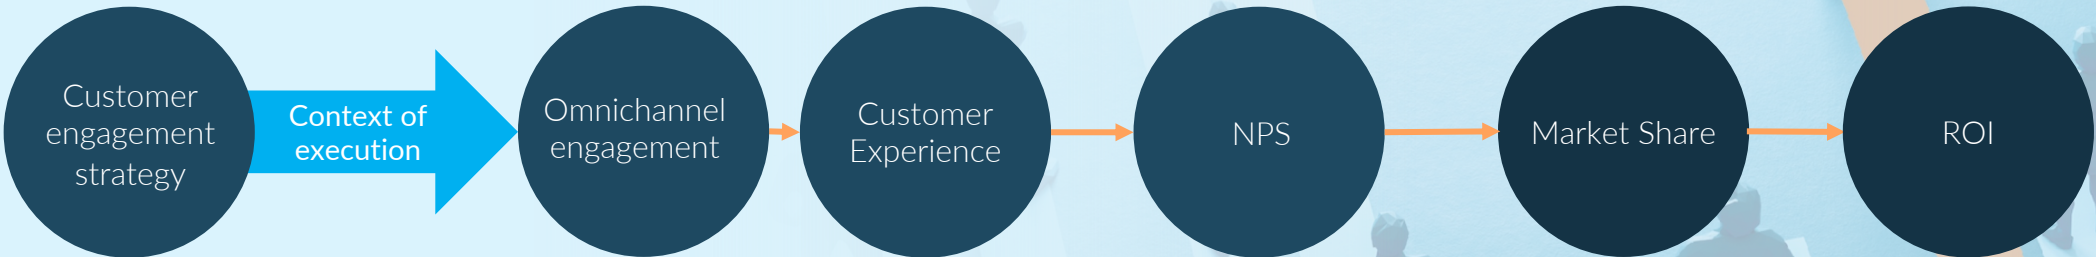 Customer
engagement
strategy
Context of
execution
Omnichannel
engagement
Customer
Experience
NPS
Market Share
ROI